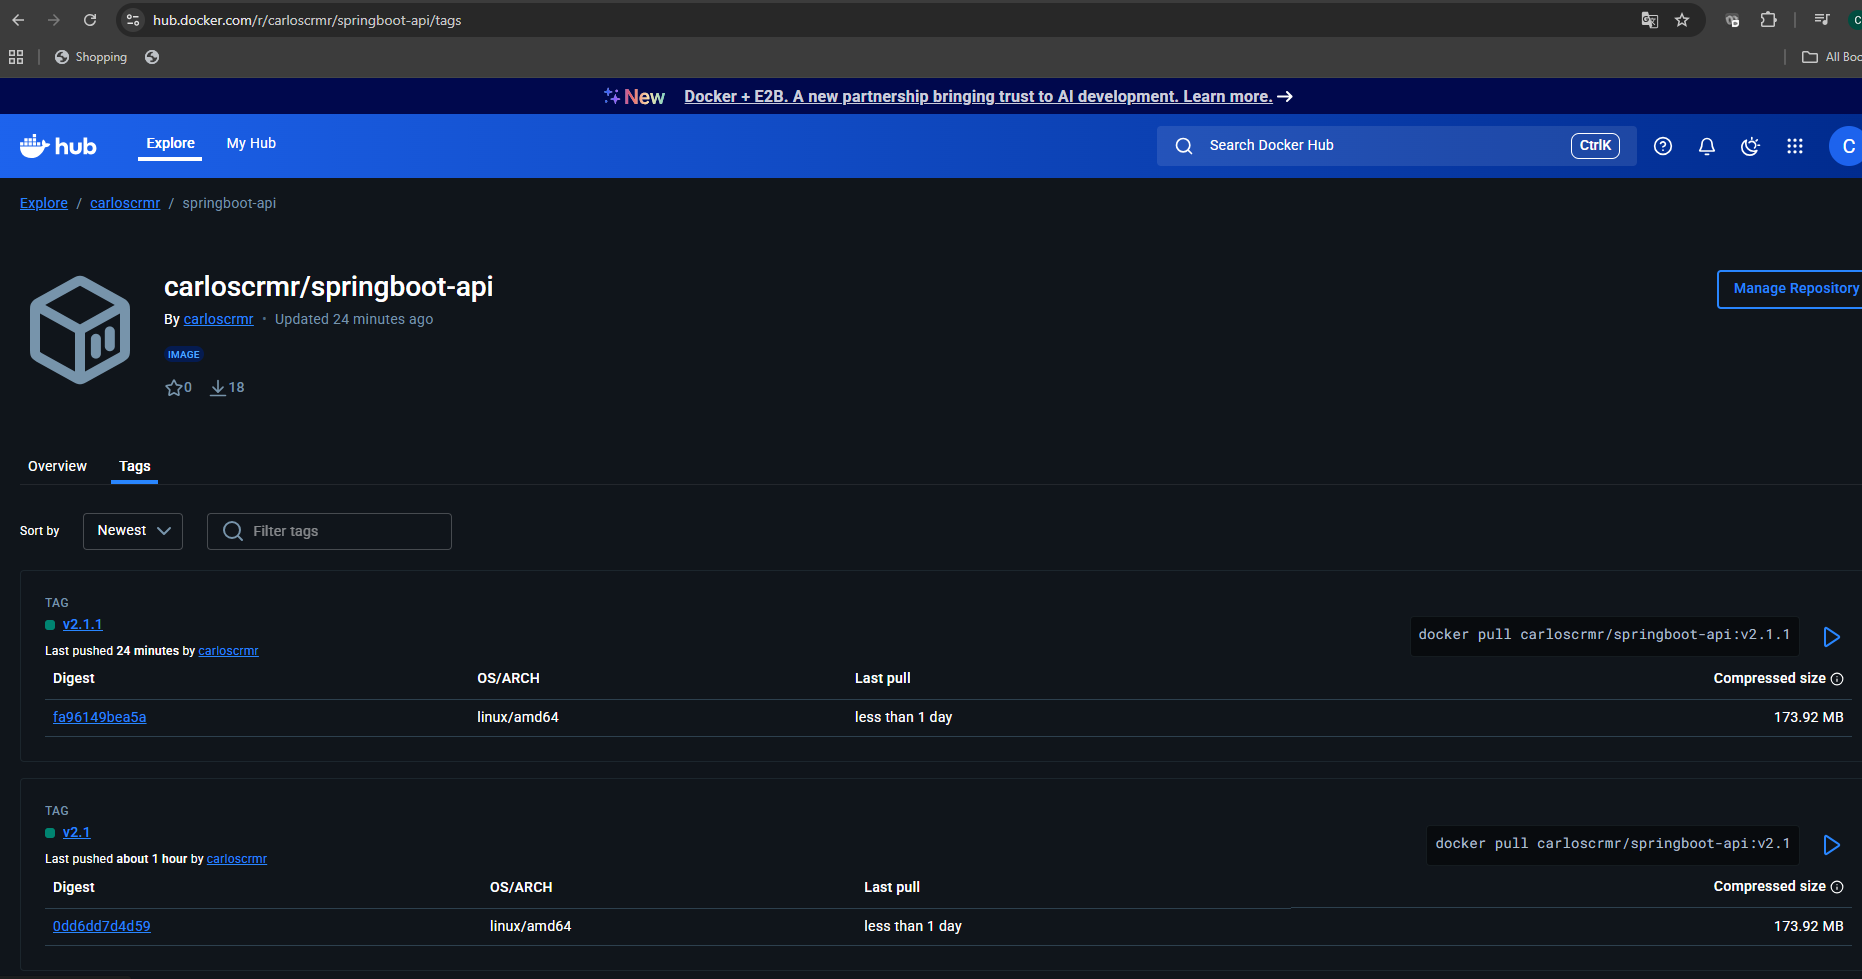 hub.docker.com/r/carloscrmr/springboot-api/tags
Shopping
All Boo
New Docker + E2B. A new partnership bringing trust to AI development. Learn more. →
hub Explore My Hub Search Docker Hub CtrlK C
Explore / carloscrmr / springboot-api
carloscrmr/springboot-api
Manage Repository
By carloscrmr • Updated 24 minutes ago
IMAGE
0 18
Overview Tags
Sort by Newest Filter tags
TAG
v2.1.1
docker pull carloscrmr/springboot-api:v2.1.1
Last pushed 24 minutes by carloscrmr
Digest OS/ARCH Last pull Compressed size
fa96149bea5a linux/amd64 less than 1 day 173.92 MB
TAG
v2.1
docker pull carloscrmr/springboot-api:v2.1
Last pushed about 1 hour by carloscrmr
Digest OS/ARCH Last pull Compressed size
0dd6dd7d4d59 linux/amd64 less than 1 day 173.92 MB